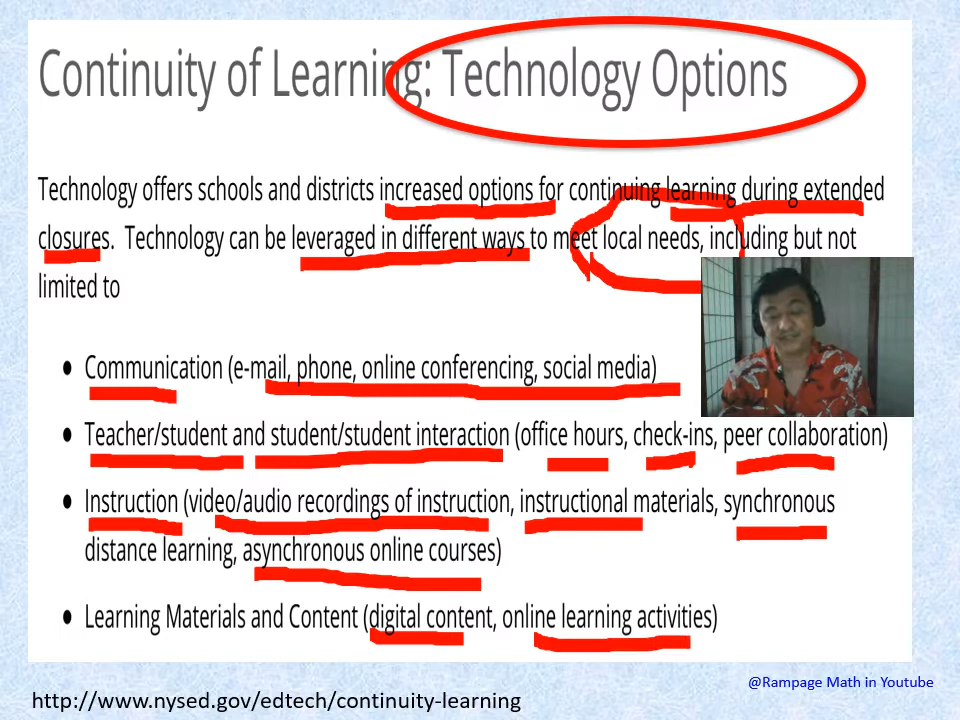 Continuity of Learning: Technology Options
Technology offers schools and districts increased options for continuing learning during extended
closures. Technology can be leveraged in different ways to meet local needs, including but not
limited to
• Communication (e-mail, phone, online conferencing, social media)
• Teacher/student and student/student interaction (office hours, check-ins, peer collaboration)
• Instruction (video/audio recordings of instruction, instructional materials, synchronous
distance learning, asynchronous online courses)
• Learning Materials and Content (digital content, online learning activities)
@Rampage Math in Youtube
http://www.nysed.gov/edtech/continuity-learning